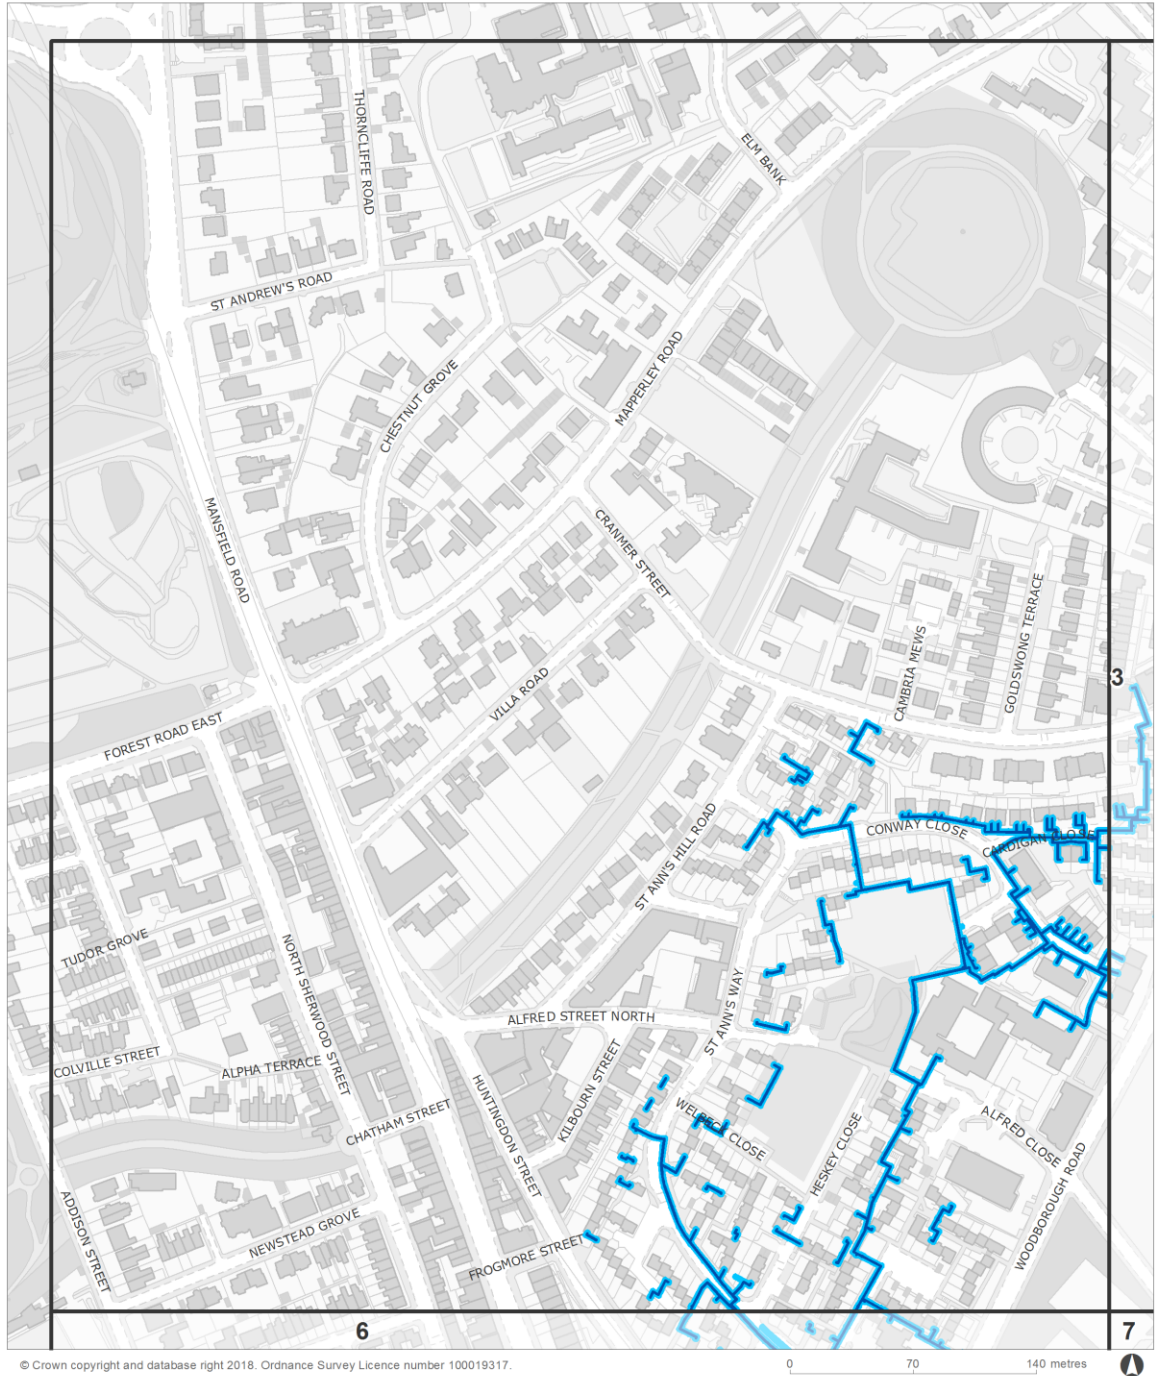 THORNCLIFFE ROAD
ELM BANK
ST ANDREW'S ROAD
MAPPERLEY ROAD
CHESTNUT GROVE
MANSFIELD ROAD
CRANMER STREET
GOLDSWONG TERRACE
CAMBRIA MEWS
3
VILLA ROAD
FOREST ROAD EAST
ST ANN'S HILL ROAD
CONWAY CLOSE
CARDIGAN CLOSE
TUDOR GROVE
NORTH SHERWOOD STREET
ST ANN'S WAY
ALFRED STREET NORTH
COLVILLE STREET
ALPHA TERRACE
HUNTINGDON STREET
KILBOURN STREET
CHATHAM STREET
WELBECK CLOSE
HESKEY CLOSE
ALFRED CLOSE
WOODBOROUGH ROAD
ADDISON STREET
NEWSTEAD GROVE
FROGMORE STREET
6
7
© Crown copyright and database right 2018. Ordnance Survey Licence number 100019317.
0 70 140 metres